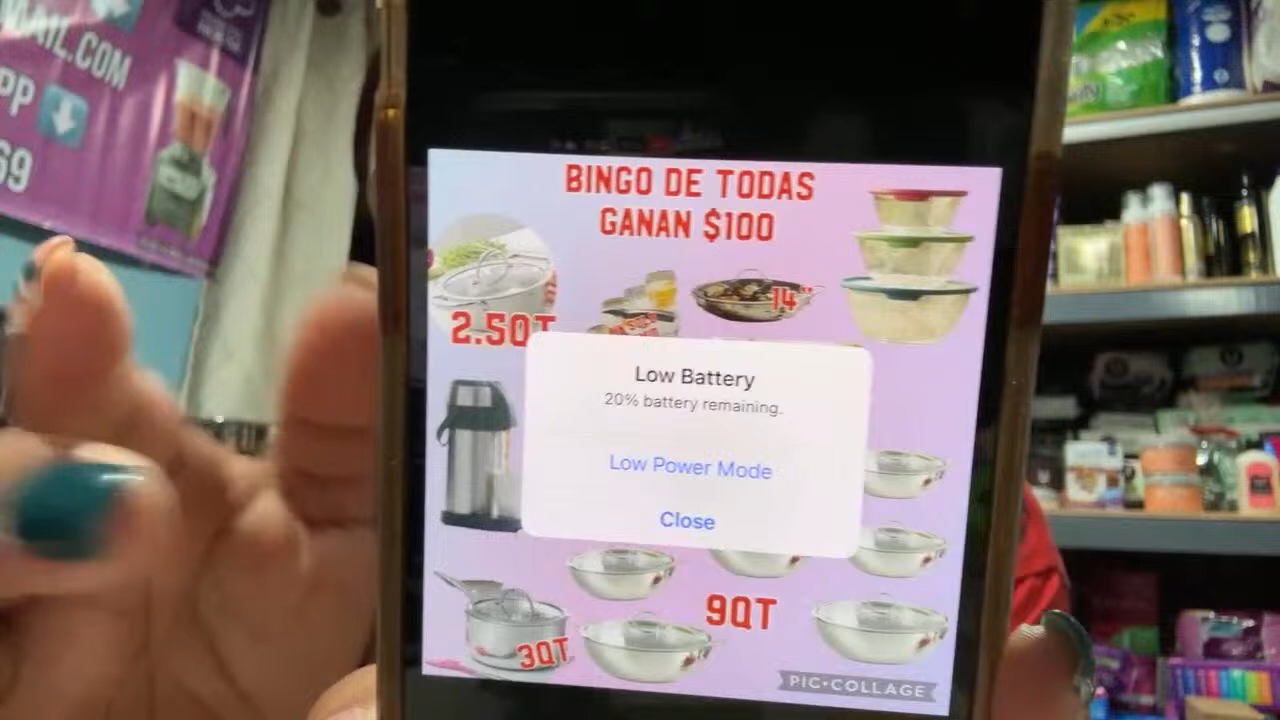 MAIL.COM
PP
69
BINGO DE TODAS
GANAN $100
14"
2.5QT
Low Battery
20% battery remaining.
Low Power Mode
Close
9QT
3QT
PIC•COLLAGE